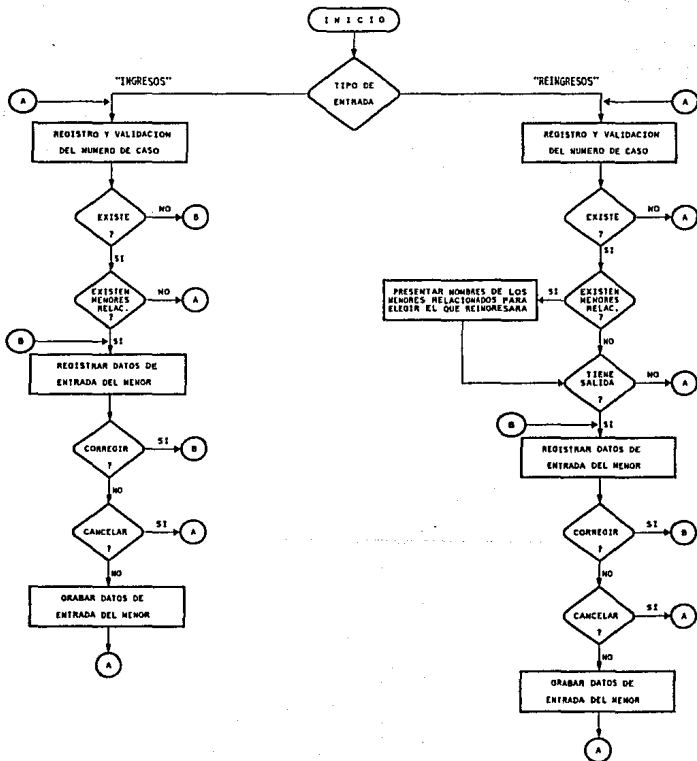 INICIO
TIPO DE
ENTRADA
"INGRESOS"
A
REGISTRO Y VALIDACION
DEL NUMERO DE CASO
EXISTE
?
NO
B
SI
EXISTEN
MENORES
RELAC.
?
NO
A
SI
B
REGISTRAR DATOS DE
ENTRADA DEL MENOR
CORREGIR
?
SI
B
NO
CANCELAR
?
SI
A
NO
GRABAR DATOS DE
ENTRADA DEL MENOR
A
"REINGRESOS"
A
REGISTRO Y VALIDACION
DEL NUMERO DE CASO
EXISTE
?
NO
A
SI
EXISTEN
MENORES
RELAC.
?
SI
PRESENTAR NOMBRES DE LOS
MENORES RELACIONADOS PARA
ELEGIR EL QUE REINGRESARA
NO
TIENE
SALIDA
?
NO
A
SI
B
REGISTRAR DATOS DE
ENTRADA DEL MENOR
CORREGIR
?
SI
B
NO
CANCELAR
?
SI
A
NO
GRABAR DATOS DE
ENTRADA DEL MENOR
A